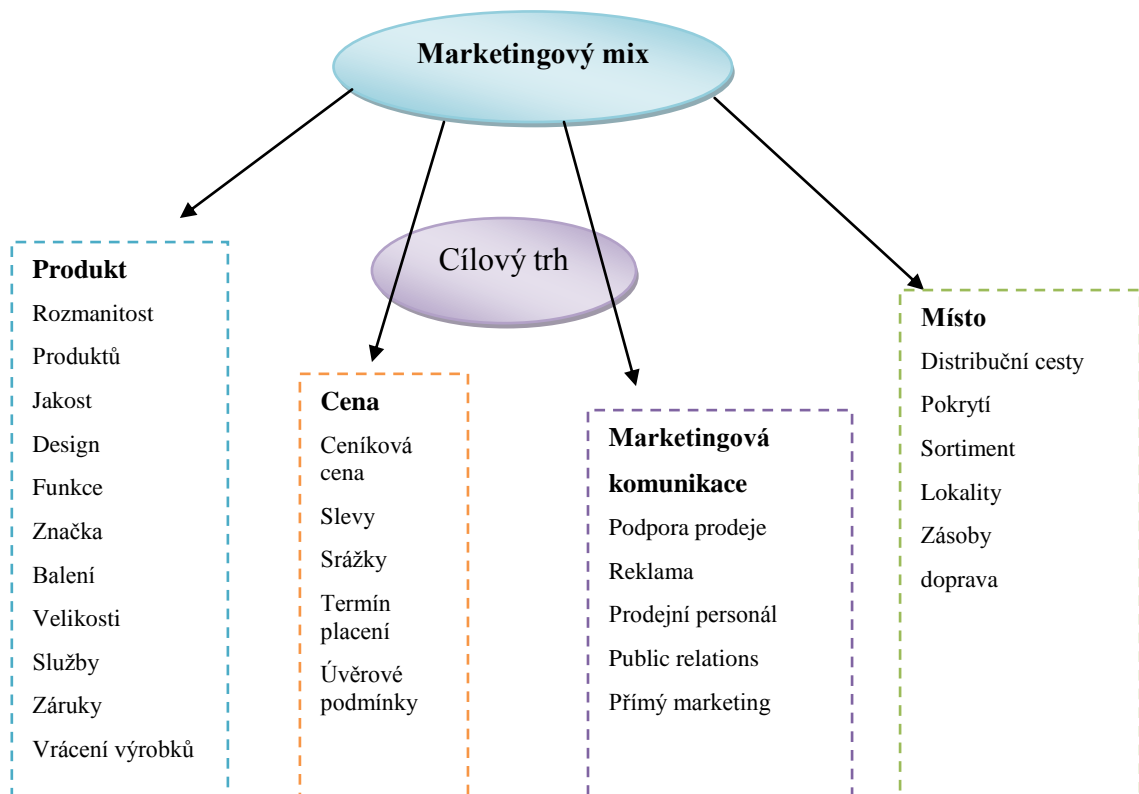 Marketingový mix
Cílový trh
Produkt
Rozmanitost
Produktů
Jakost
Design
Funkce
Značka
Balení
Velikosti
Služby
Záruky
Vrácení výrobků
Cena
Ceníková
cena
Slevy
Srážky
Termín
placení
Úvěrové
podmínky
Marketingová
komunikace
Podpora prodeje
Reklama
Prodejní personál
Public relations
Přímý marketing
Místo
Distribuční cesty
Pokrytí
Sortiment
Lokality
Zásoby
doprava